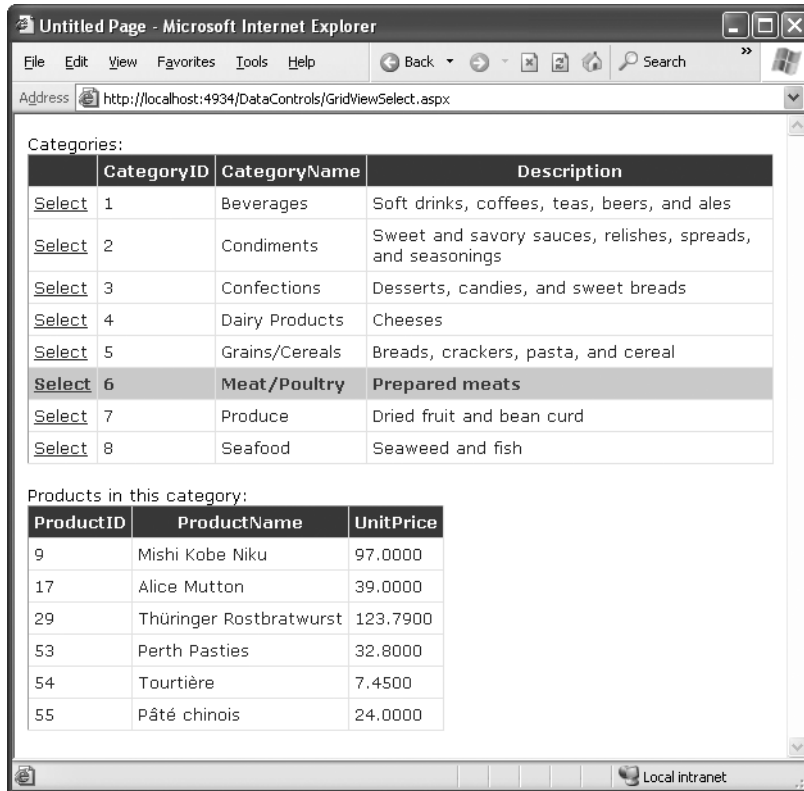 Untitled Page - Microsoft Internet Explorer
File Edit View Favorites Tools Help Back Search »
Address http://localhost:4934/DataControls/GridViewSelect.aspx
Categories:
CategoryID CategoryName Description
Select 1 Beverages Soft drinks, coffees, teas, beers, and ales
Select 2 Condiments Sweet and savory sauces, relishes, spreads,
and seasonings
Select 3 Confections Desserts, candies, and sweet breads
Select 4 Dairy Products Cheeses
Select 5 Grains/Cereals Breads, crackers, pasta, and cereal
Select 6 Meat/Poultry Prepared meats
Select 7 Produce Dried fruit and bean curd
Select 8 Seafood Seaweed and fish
Products in this category:
ProductID ProductName UnitPrice
9 Mishi Kobe Niku 97.0000
17 Alice Mutton 39.0000
29 Thüringer Rostbratwurst 123.7900
53 Perth Pasties 32.8000
54 Tourtière 7.4500
55 Pâté chinois 24.0000
Local intranet